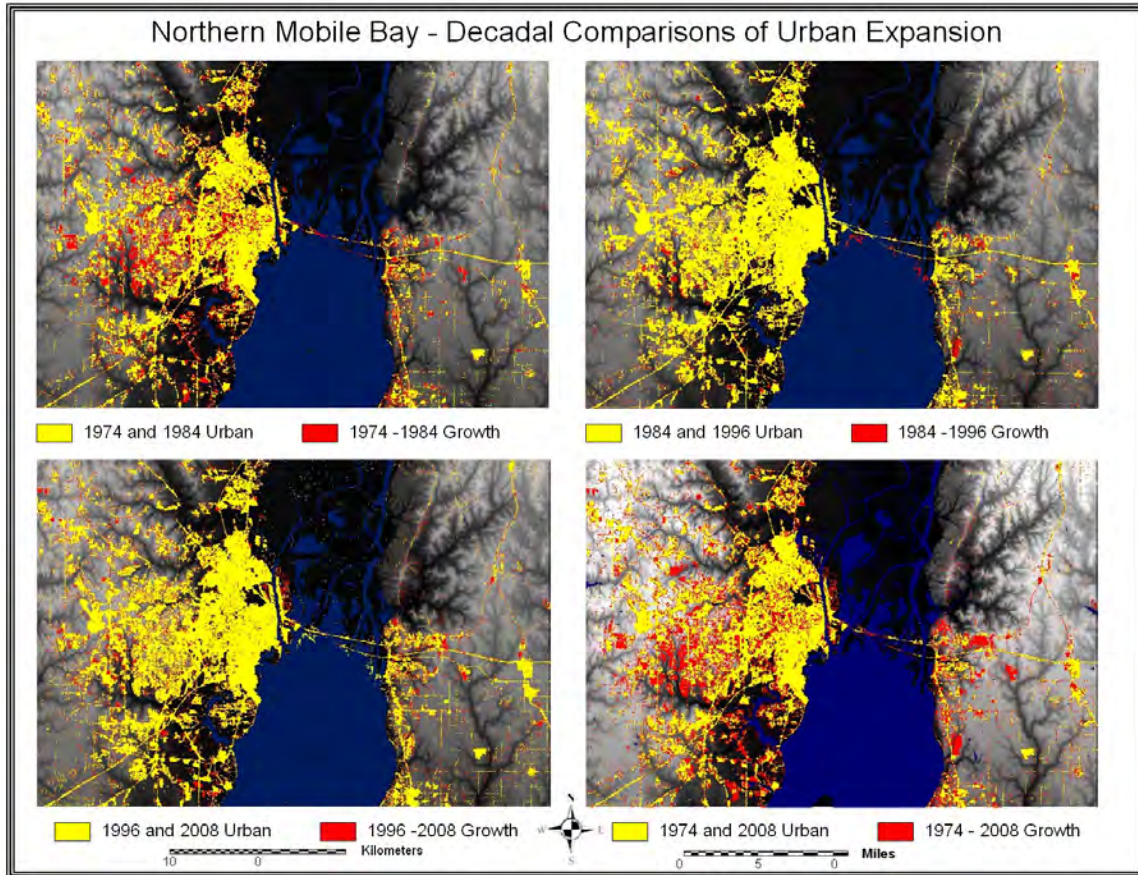 Northern Mobile Bay - Decadal Comparisons of Urban Expansion
1974 and 1984 Urban 1974 -1984 Growth
1984 and 1996 Urban 1984 -1996 Growth
1996 and 2008 Urban 1996 -2008 Growth
1974 and 2008 Urban 1974 - 2008 Growth
N
W E
S
Kilometers
10 0
Miles
0 5 0